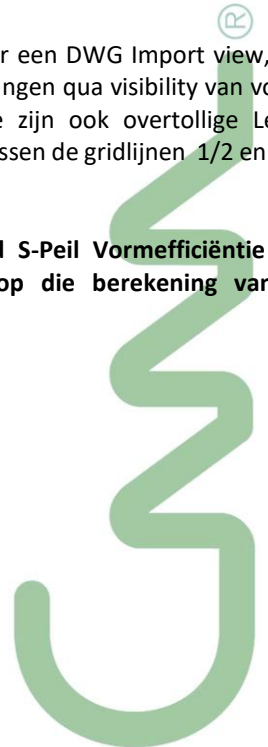 ®
r een DWG Import view,
ngen qua visibility van vo
e zijn ook overtollige Le
ssen de gridlijnen 1/2 en
S-Peil Vormefficiëntie
op die berekening van